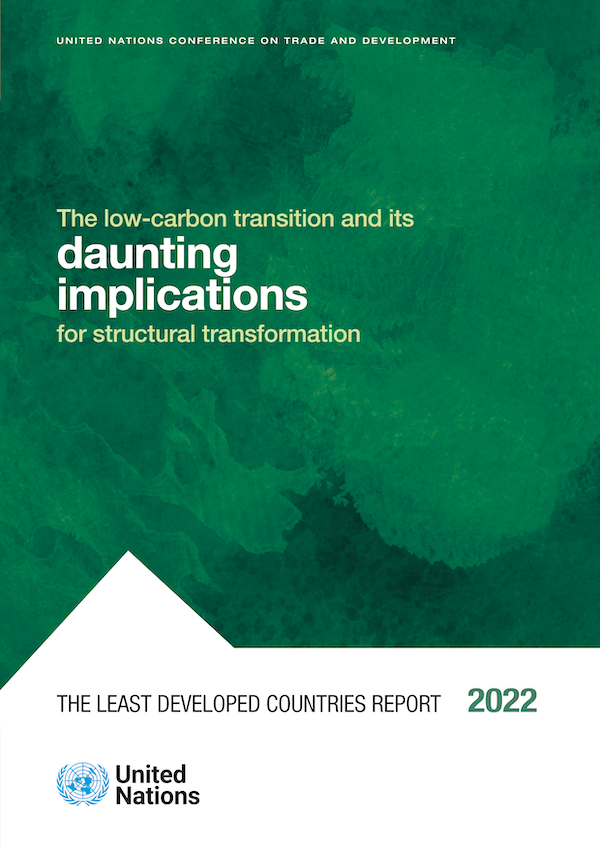 UNITED NATIONS CONFERENCE ON TRADE AND DEVELOPMENT
The low-carbon transition and its
daunting
implications
for structural transformation
THE LEAST DEVELOPED COUNTRIES REPORT 2022
United
Nations